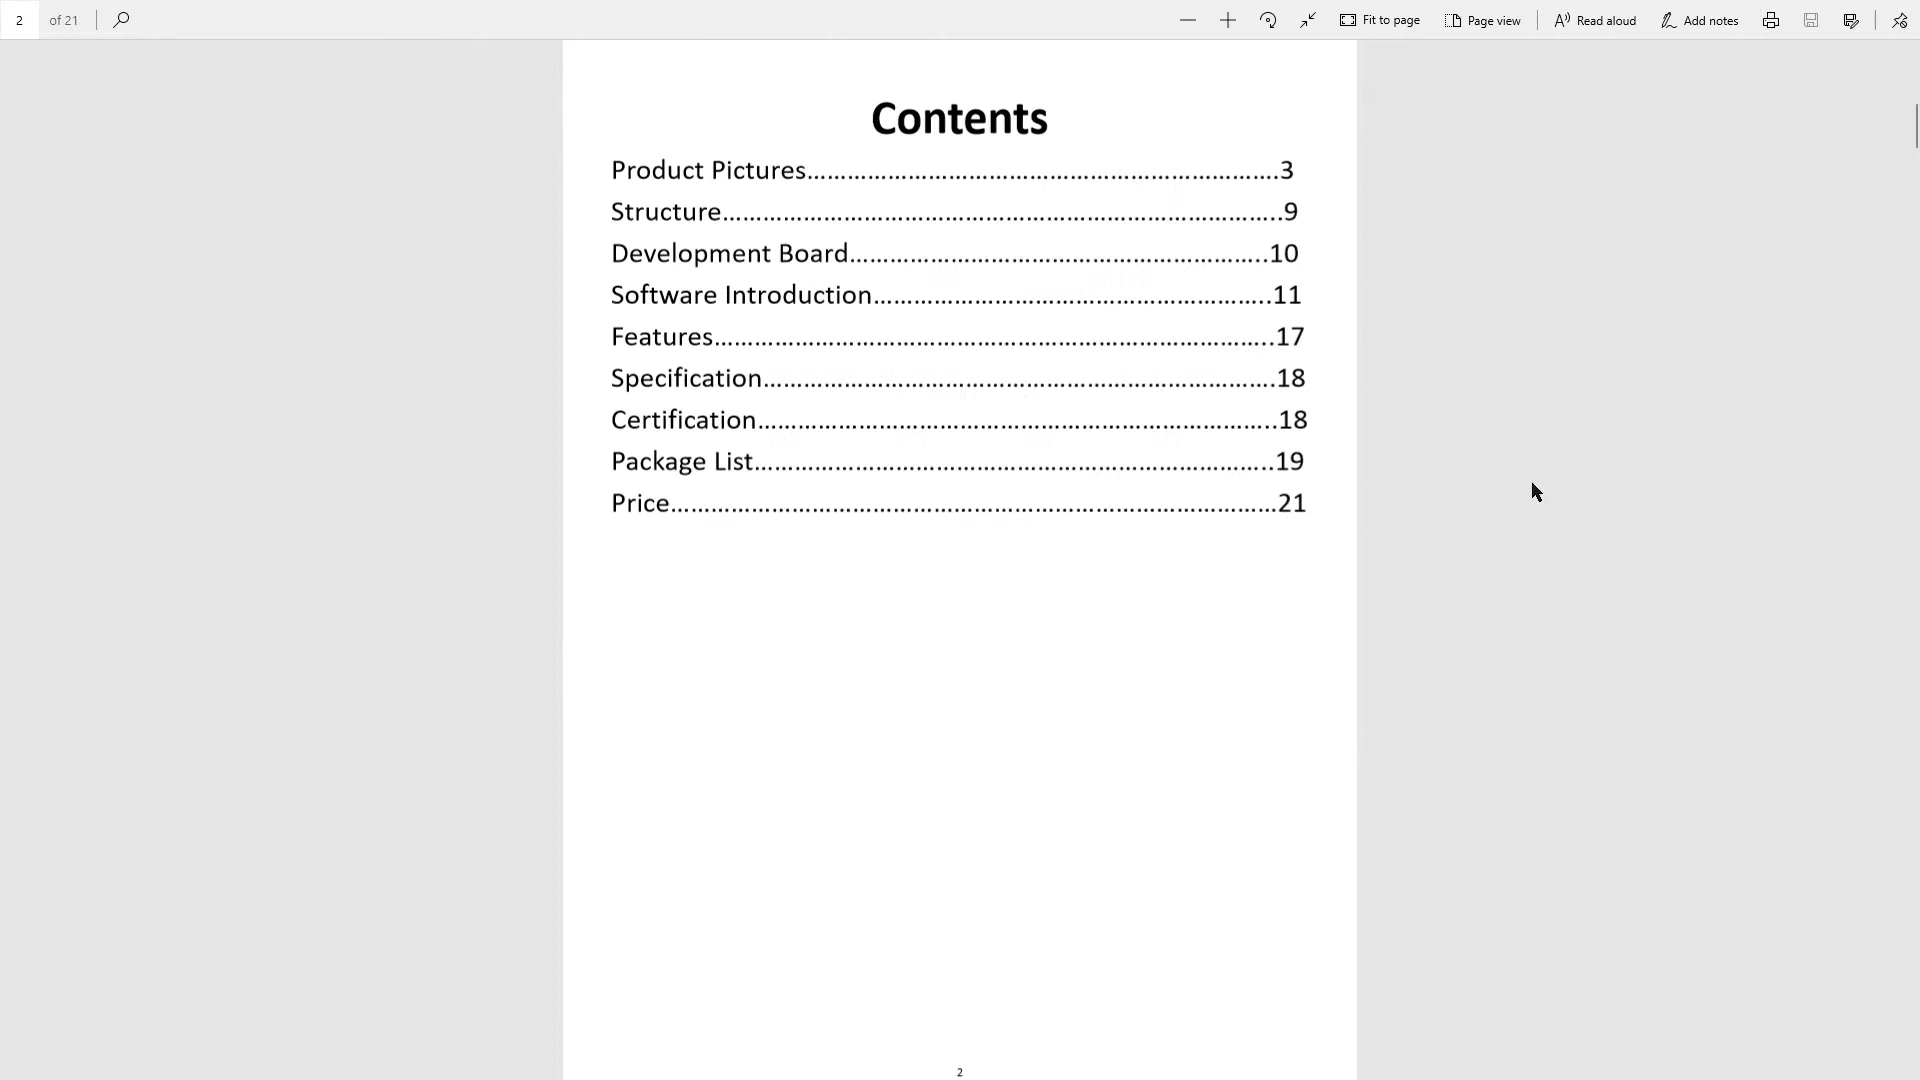 2 of 21 Fit to page Page view Read aloud Add notes
Contents
Product Pictures……………………………………………………………….3
Structure…………………………………………………………………………..9
Development Board………………………………………………………..10
Software Introduction……………………………………………………..11
Features…………………………………………………………………………..17
Specification…………………………………………………………………….18
Certification……………………………………………………………………..18
Package List……………………………………………………………………..19
Price…………………………………………………………………………………21
2